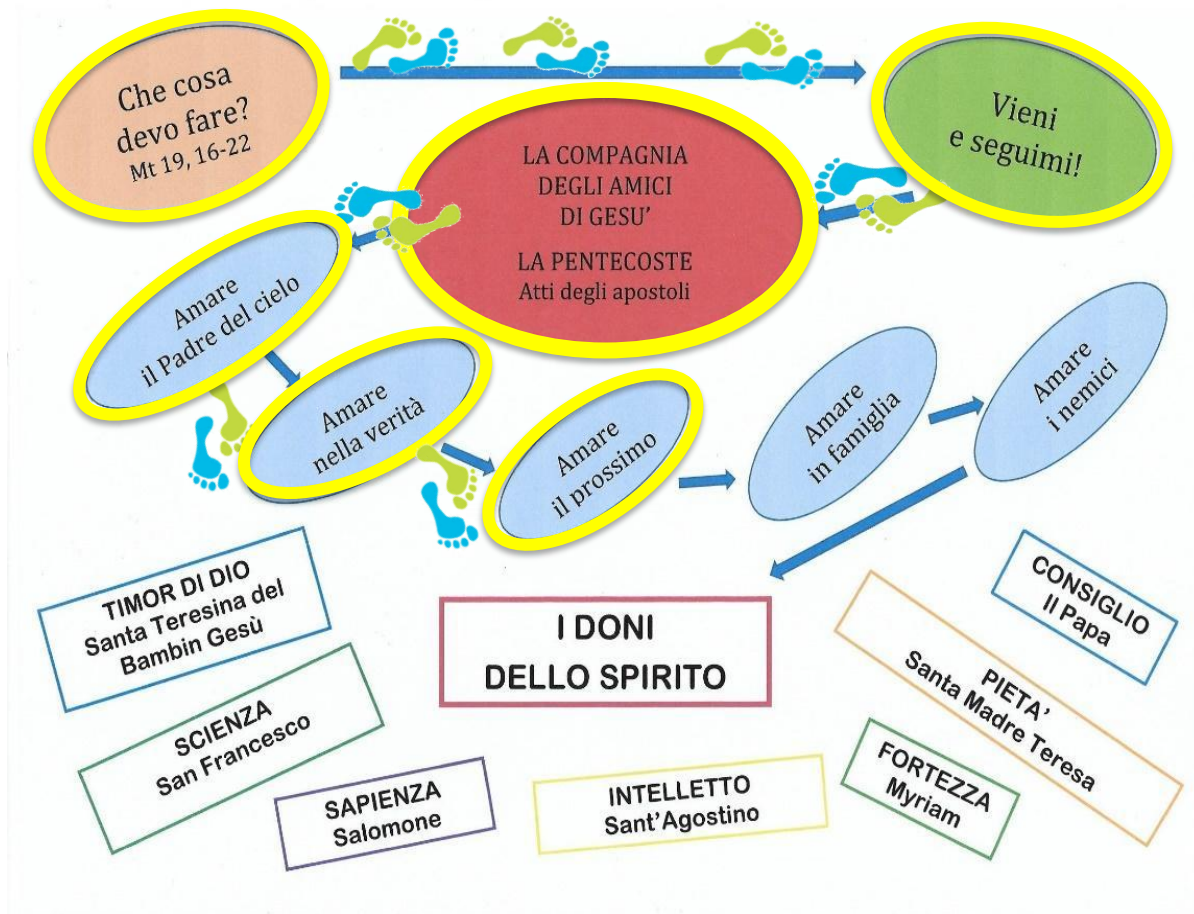 Che cosa
devo fare?
Mt 19, 16-22
Vieni
e seguimi!
LA COMPAGNIA
DEGLI AMICI
DI GESU’
LA PENTECOSTE
Atti degli apostoli
Amare
il Padre del cielo
Amare
nella verità
Amare
il prossimo
Amare
in famiglia
Amare
i nemici
I DONI
DELLO SPIRITO
TIMOR DI DIO
Santa Teresina del
Bambin Gesù
SCIENZA
San Francesco
SAPIENZA
Salomone
INTELLETTO
Sant’Agostino
FORTEZZA
Myriam
PIETA’
Santa Madre Teresa
CONSIGLIO
Il Papa